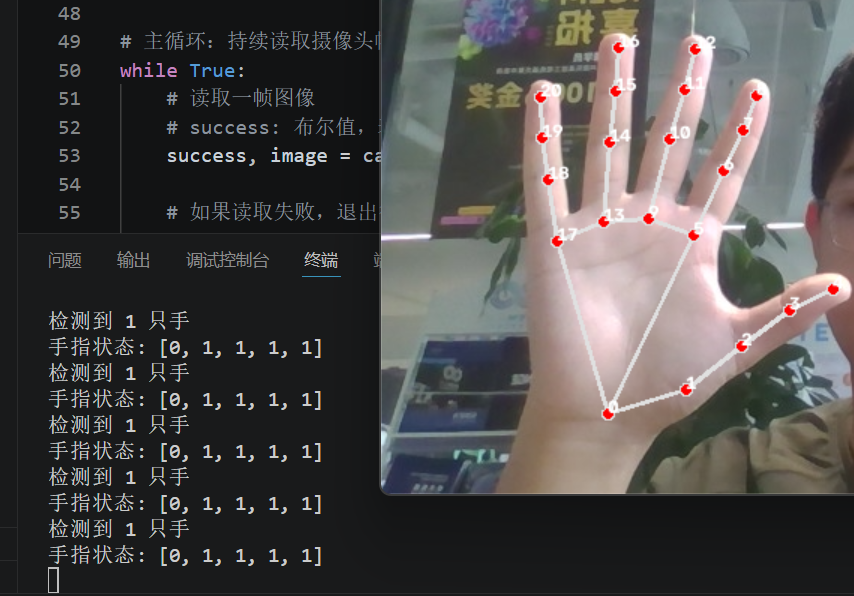 48
49 # 主循环：持续读取摄像头
50 while True:
51 # 读取一帧图像
52 # success: 布尔值，
53 success, image = ca
54
55 # 如果读取失败，退出
问题 输出 调试控制台 终端
检测到 1 只手
手指状态：[0, 1, 1, 1, 1]
检测到 1 只手
手指状态：[0, 1, 1, 1, 1]
检测到 1 只手
手指状态：[0, 1, 1, 1, 1]
检测到 1 只手
手指状态：[0, 1, 1, 1, 1]
检测到 1 只手
手指状态：[0, 1, 1, 1, 1]
喜报
奖金100
16 12
20 15 11
19 14 10 7
18 6
17 13 9 5
3
2
1
0